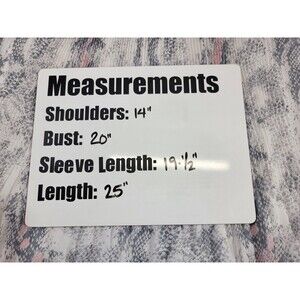 Measurements
Shoulders: 14"
Bust: 20"
Sleeve Length: 19-1/2"
Length: 25"